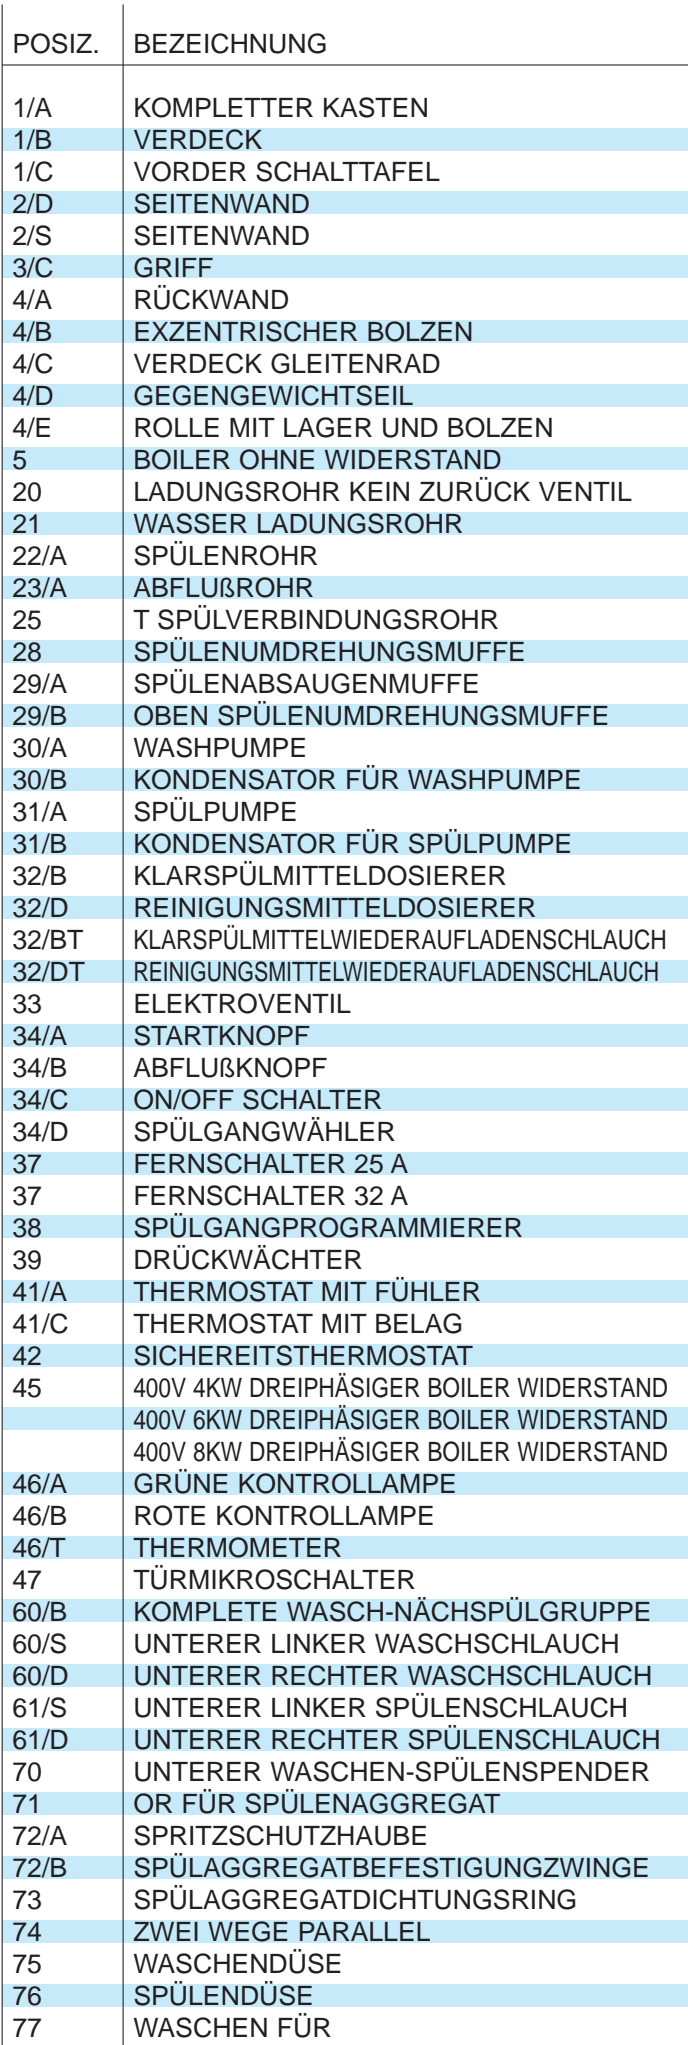 POSIZ. BEZEICHNUNG
1/A KOMPLETTER KASTEN
1/B VERDECK
1/C VORDER SCHALTTAFEL
2/D SEITENWAND
2/S SEITENWAND
3/C GRIFF
4/A RÜCKWAND
4/B EXZENTRISCHER BOLZEN
4/C VERDECK GLEITENRAD
4/D GEGENGEWICHTSEIL
4/E ROLLE MIT LAGER UND BOLZEN
5 BOILER OHNE WIDERSTAND
20 LADUNGSROHR KEIN ZURÜCK VENTIL
21 WASSER LADUNGSROHR
22/A SPÜLENROHR
23/A ABFLUßROHR
25 T SPÜLVERBINDUNGSROHR
28 SPÜLENUMDREHUNGSMUFFE
29/A SPÜLENABSAUGENMUFFE
29/B OBEN SPÜLENUMDREHUNGSMUFFE
30/A WASHPUMPE
30/B KONDENSATOR FÜR WASHPUMPE
31/A SPÜLPUMPE
31/B KONDENSATOR FÜR SPÜLPUMPE
32/B KLARSPÜLMITTELDOSIERER
32/D REINIGUNGSMITTELDOSIERER
32/BT KLARSPÜLMITTELWIEDERAUFLADENSCHLAUCH
32/DT REINIGUNGSMITTELWIEDERAUFLADENSCHLAUCH
33 ELEKTROVENTIL
34/A STARTKNOPF
34/B ABFLUßKNOPF
34/C ON/OFF SCHALTER
34/D SPÜLGANGWÄHLER
37 FERNSCHALTER 25 A
37 FERNSCHALTER 32 A
38 SPÜLGANGPROGRAMMIERER
39 DRÜCKWÄCHTER
41/A THERMOSTAT MIT FÜHLER
41/C THERMOSTAT MIT BELAG
42 SICHEREITSTHERMOSTAT
45 400V 4KW DREIPHÄSIGER BOILER WIDERSTAND
400V 6KW DREIPHÄSIGER BOILER WIDERSTAND
400V 8KW DREIPHÄSIGER BOILER WIDERSTAND
46/A GRÜNE KONTROLLAMPE
46/B ROTE KONTROLLAMPE
46/T THERMOMETER
47 TÜRMIKROSCHALTER
60/B KOMPLETE WASCH-NÄCHSPÜLGRUPPE
60/S UNTERER LINKER WASCHSCHLAUCH
60/D UNTERER RECHTER WASCHSCHLAUCH
61/S UNTERER LINKER SPÜLENSCHLAUCH
61/D UNTERER RECHTER SPÜLENSCHLAUCH
70 UNTERER WASCHEN-SPÜLENSPENDER
71 OR FÜR SPÜLENAGGREGAT
72/A SPRITZSCHUTZHAUBE
72/B SPÜLAGGREGATBEFESTIGUNGZWINGE
73 SPÜLAGGREGATDICHTUNGSRING
74 ZWEI WEGE PARALLEL
75 WASCHENDÜSE
76 SPÜLENDÜSE
77 WASCHEN FÜR